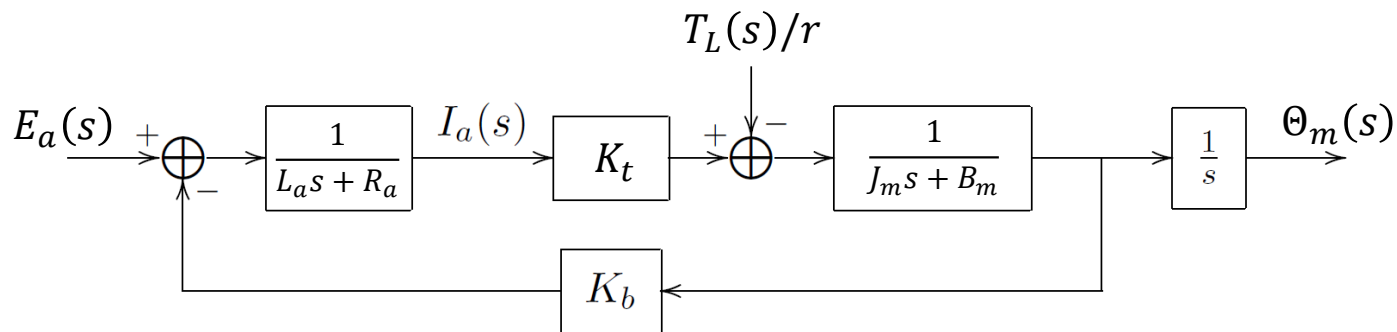 T_L(s)/r
E_a(s)
+
−
1
L_a s + R_a
I_a(s)
K_t
+
−
1
J_m s + B_m
1
s
Θ_m(s)
K_b